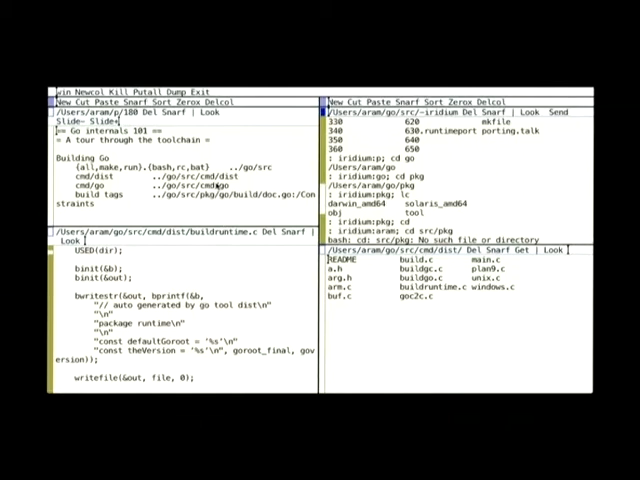 win Newcol Kill Putall Dump Exit
New Cut Paste Snarf Sort Zerox Delcol
/Users/aram/p/180 Del Snarf | Look
Slide- Slide+
== Go internals 101 ==
= A tour through the toolchain =
Building Go
{all,make,run}.{bash,rc,bat} ../go/src
cmd/dist ../go/src/cmd/dist
cmd/go ../go/src/cmd/go
build tags ../go/src/pkg/go/build/doc.go:/Con
straints
/Users/aram/go/src/cmd/dist/buildruntime.c Del Snarf |
Look
USED(dir);
binit(&b);
binit(&out);
bwritestr(&out, bprintf(&b,
"// auto generated by go tool dist\n"
"\n"
"package runtime\n"
"\n"
"const defaultGoroot = `%s`\n"
"const theVersion = `%s`\n", goroot_final, gov
ersion));
writefile(&out, file, 0);
New Cut Paste Snarf Sort Zerox Delcol
/Users/aram/go/src/-iridium Del Snarf | Look Send
330 620 mkfile
340 630.runtimeport porting.talk
350 640
360 650
: iridium:p; cd go
/Users/aram/go
: iridium:go; cd pkg
/Users/aram/go/pkg
: iridium:pkg; lc
darwin_amd64 solaris_amd64
obj tool
: iridium:pkg; cd
: iridium:aram; cd src/pkg
bash: cd: src/pkg: No such file or directory
/Users/aram/go/src/cmd/dist/ Del Snarf Get | Look
README build.c main.c
a.h buildgc.c plan9.c
arg.h buildgo.c unix.c
arm.c buildruntime.c windows.c
buf.c goc2c.c